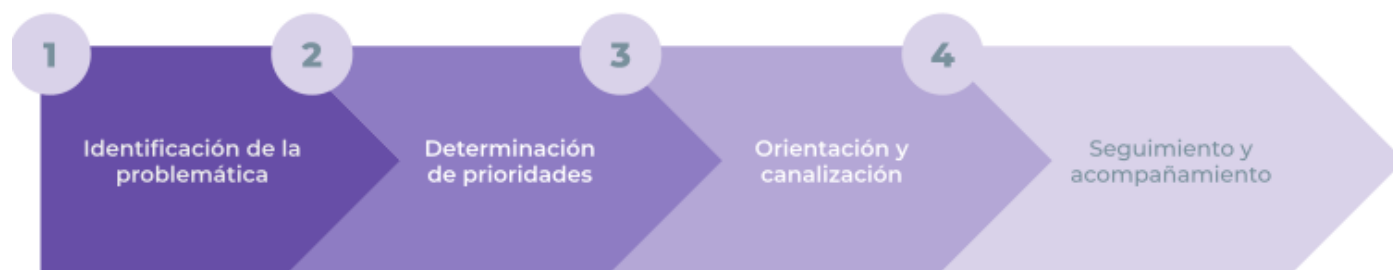 1
Identificación de la
problemática
2
Determinación
de prioridades
3
Orientación y
canalización
4
Seguimiento y
acompañamiento